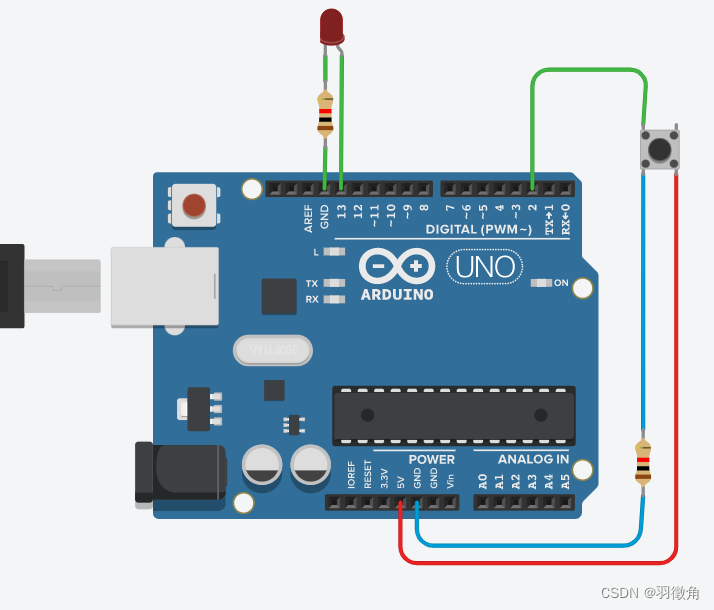 AREF
GND
13
12
~11
~10
~9
8
7
~6
~5
4
~3
2
TX→1
RX←0
DIGITAL (PWM~)
L
TX
RX
ARDUINO
UNO
ON
POWER
ANALOG IN
IOREF
RESET
3.3V
5V
GND
GND
Vin
A0
A1
A2
A3
A4
A5
CSDN @羽徵角